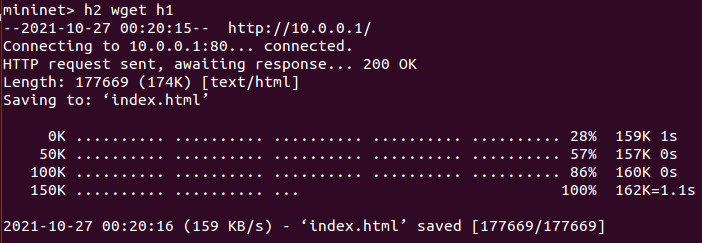 mininet> h2 wget h1
--2021-10-27 00:20:15--  http://10.0.0.1/
Connecting to 10.0.0.1:80... connected.
HTTP request sent, awaiting response... 200 OK
Length: 177669 (174K) [text/html]
Saving to: ‘index.html’
     0K .......... .......... .......... .......... .......... 28%  159K 1s
    50K .......... .......... .......... .......... .......... 57%  157K 0s
   100K .......... .......... .......... .......... .......... 86%  160K 0s
   150K .......... .......... ...                             100%  162K=1.1s
2021-10-27 00:20:16 (159 KB/s) - ‘index.html’ saved [177669/177669]